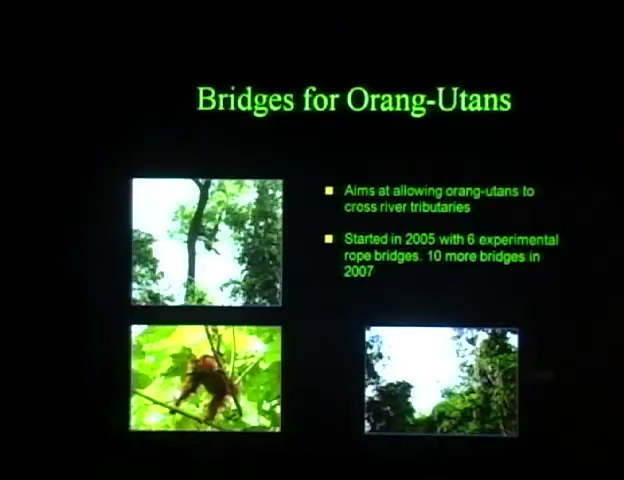 Bridges for Orang-Utans
Aims at allowing orang-utans to
cross river tributaries
Started in 2005 with 6 experimental
rope bridges. 10 more bridges in
2007